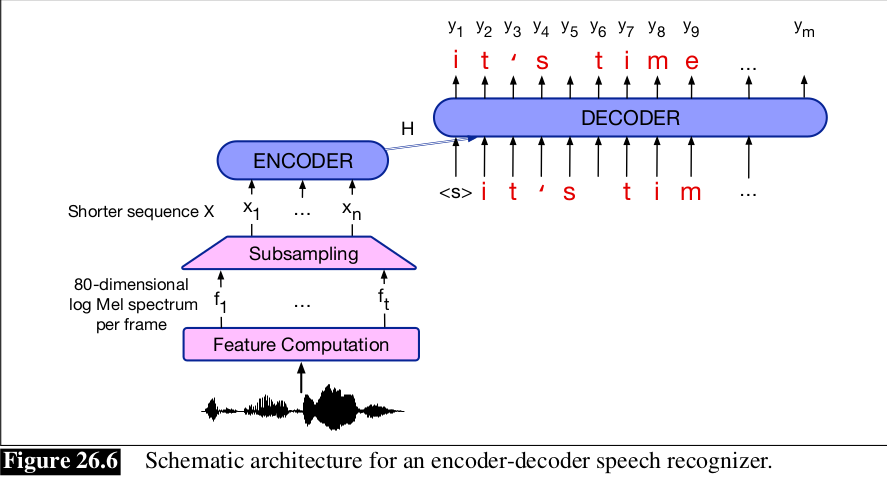 y1 y2 y3 y4 y5 y6 y7 y8 y9 ym
i t ‘ s t i m e ...
DECODER
H
ENCODER
<s> i t ‘ s t i m ...
Shorter sequence X x1 ... xn
Subsampling
80-dimensional
log Mel spectrum
per frame
f1 ... ft
Feature Computation
Figure 26.6 Schematic architecture for an encoder-decoder speech recognizer.